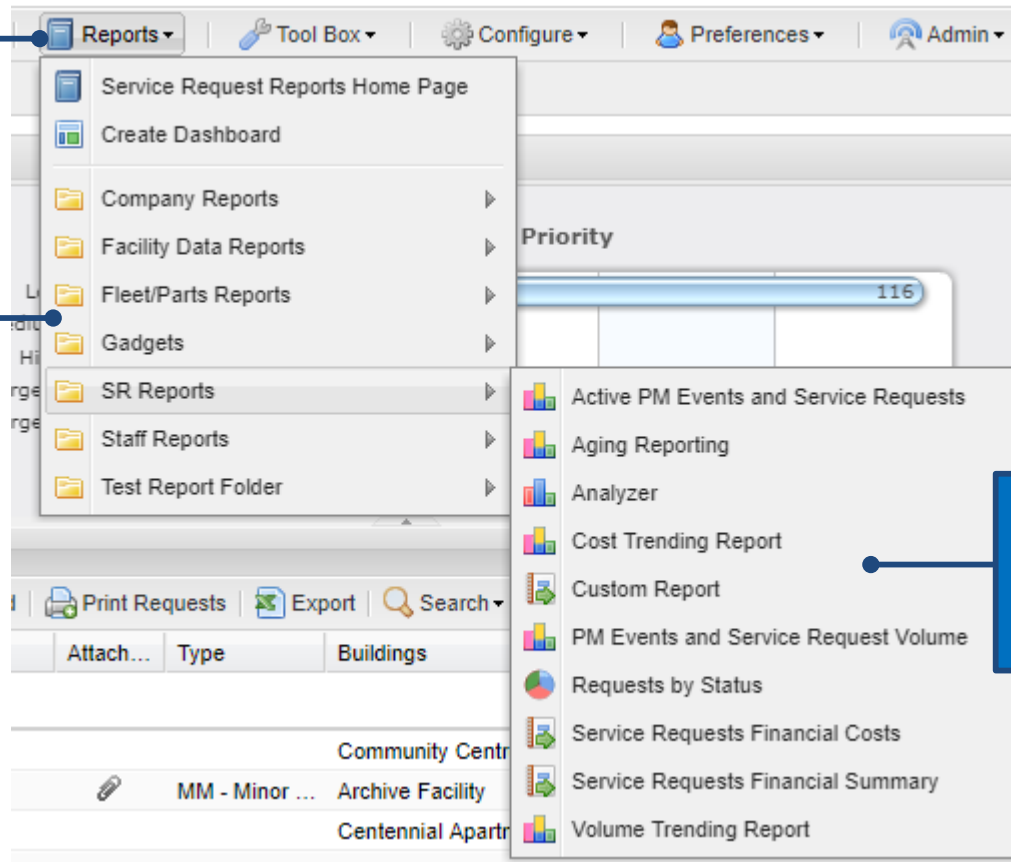 Reports Tool Box Configure Preferences Admin
Service Request Reports Home Page
Create Dashboard
Company Reports
Facility Data Reports
Fleet/Parts Reports
Gadgets
SR Reports
Staff Reports
Test Report Folder
Priority
116
Active PM Events and Service Requests
Aging Reporting
Analyzer
Cost Trending Report
Custom Report
PM Events and Service Request Volume
Requests by Status
Service Requests Financial Costs
Service Requests Financial Summary
Volume Trending Report
Print Requests Export Search
Attach... Type Buildings
Community Centr
MM - Minor ... Archive Facility
Centennial Apartr